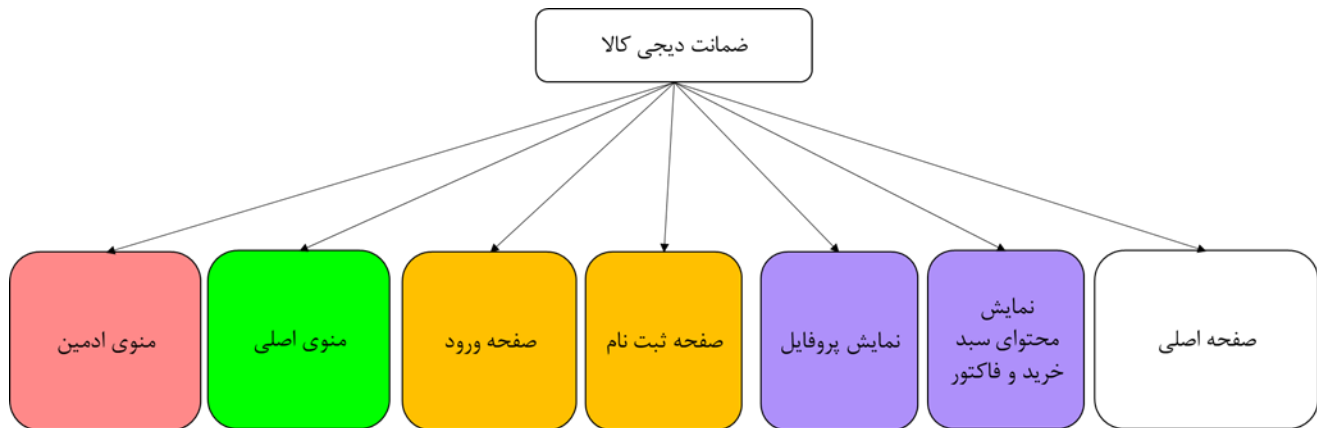 ضمانت دیجی کالا
صفحه اصلی
نمایش
محتوای سبد
خرید و فاکتور
نمایش پروفایل
صفحه ثبت نام
صفحه ورود
منوی اصلی
منوی ادمین